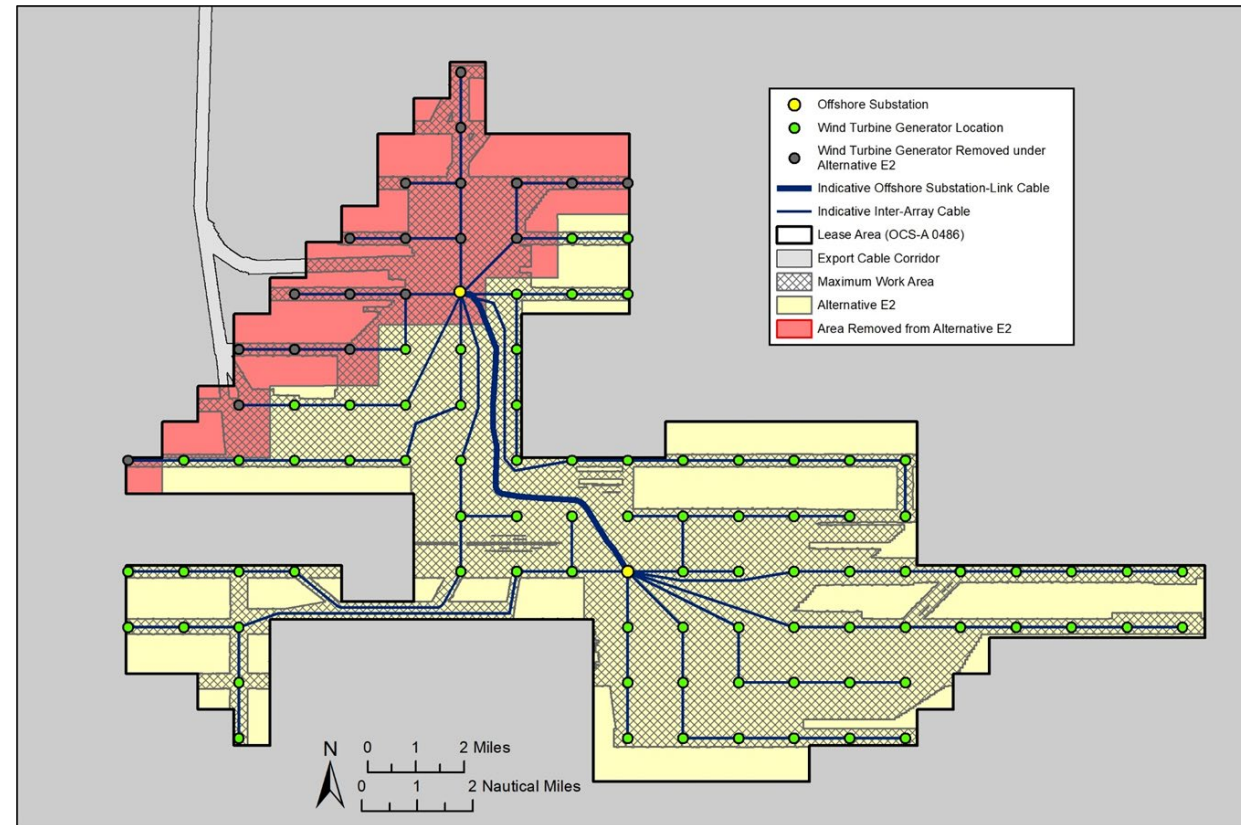 Offshore Substation
Wind Turbine Generator Location
Wind Turbine Generator Removed under
Alternative E2
Indicative Offshore Substation-Link Cable
Indicative Inter-Array Cable
Lease Area (OCS-A 0486)
Export Cable Corridor
Maximum Work Area
Alternative E2
Area Removed from Alternative E2
N
0 1 2 Miles
0 1 2 Nautical Miles